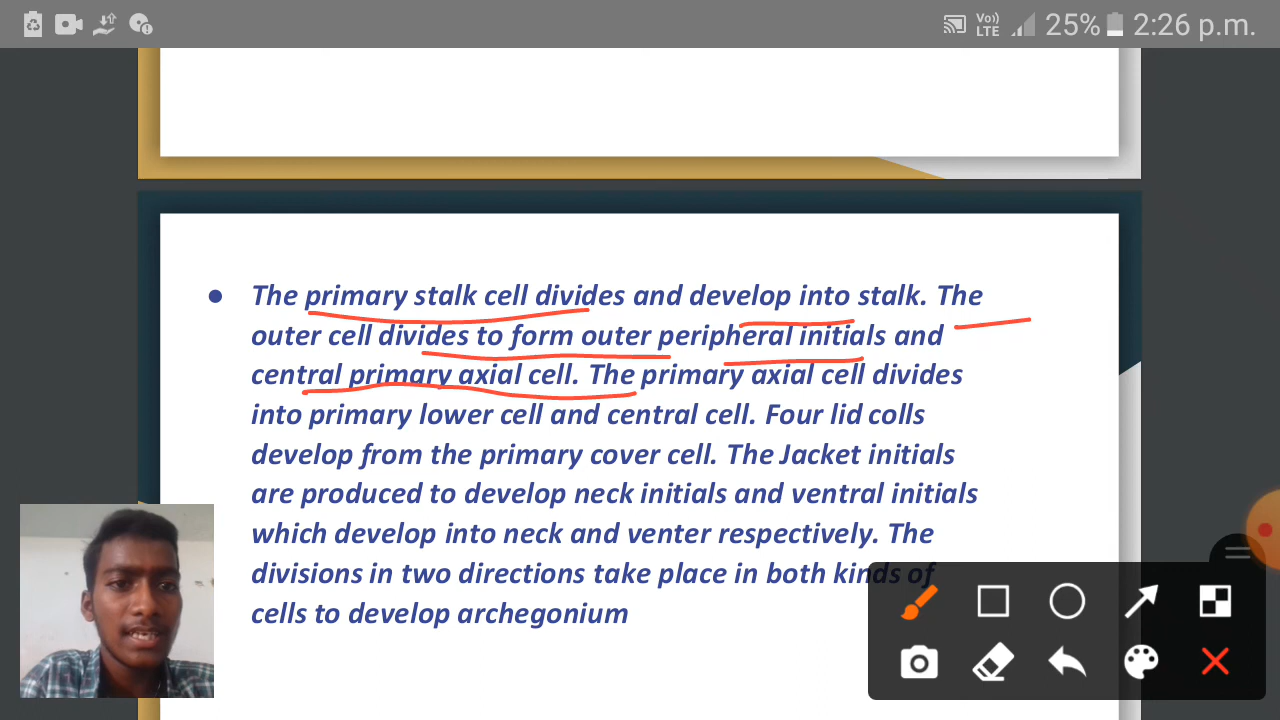 Vo))
LTE
25%
2:26 p.m.
The primary stalk cell divides and develop into stalk. The
outer cell divides to form outer peripheral initials and
central primary axial cell. The primary axial cell divides
into primary lower cell and central cell. Four lid colls
develop from the primary cover cell. The Jacket initials
are produced to develop neck initials and ventral initials
which develop into neck and venter respectively. The
divisions in two directions take place in both kinds of
cells to develop archegonium